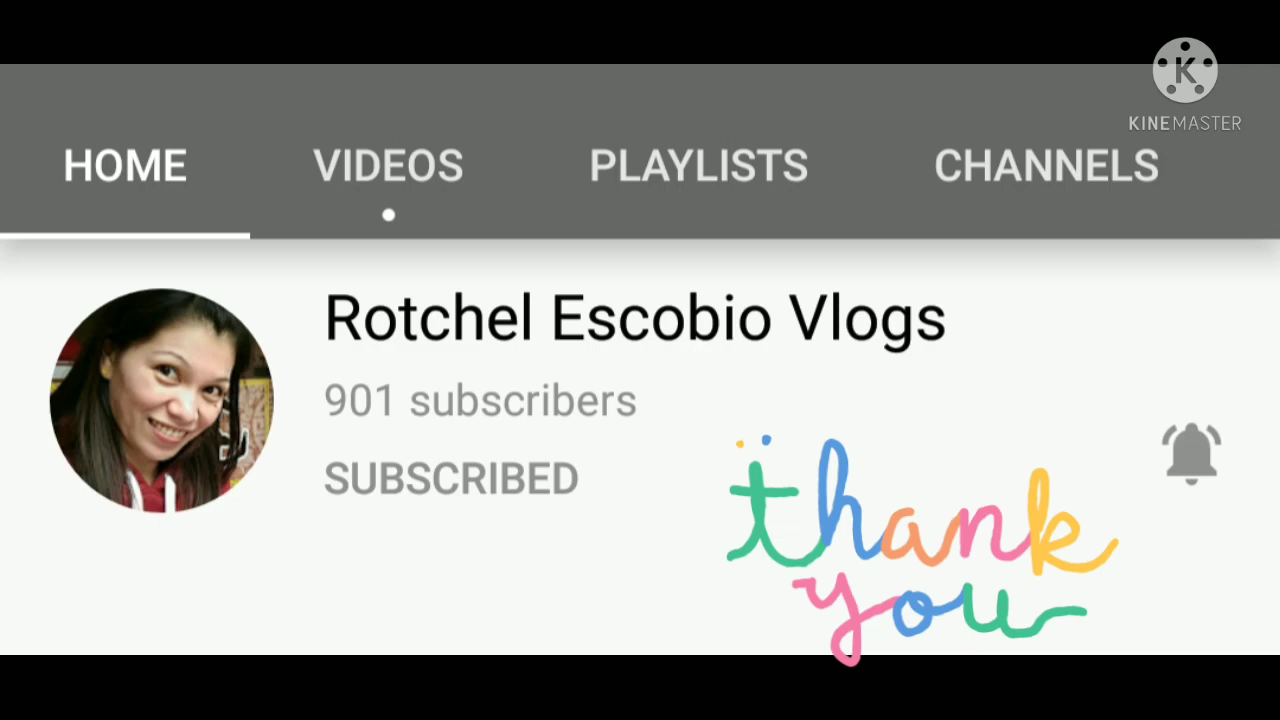 K
KINEMASTER
HOME VIDEOS PLAYLISTS CHANNELS
Rotchel Escobio Vlogs
901 subscribers
SUBSCRIBED
thank
you